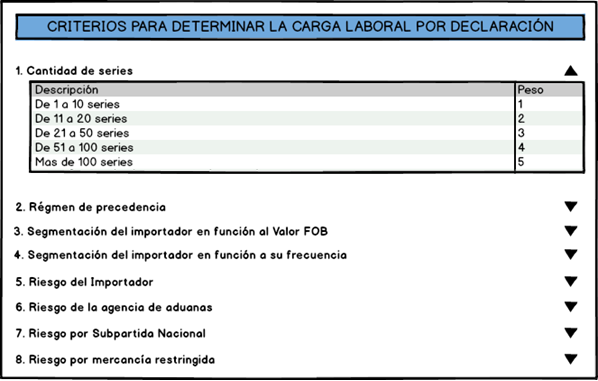 CRITERIOS PARA DETERMINAR LA CARGA LABORAL POR DECLARACIÓN
1. Cantidad de series
Descripción Peso
De 1 a 10 series 1
De 11 a 20 series 2
De 21 a 50 series 3
De 51 a 100 series 4
Mas de 100 series 5
2. Régmen de precedencia
3. Segmentación del importador en función al Valor FOB
4. Segmentación del importador en función a su frecuencia
5. Riesgo del Importador
6. Riesgo de la agencia de aduanas
7. Riesgo por Subpartida Nacional
8. Riesgo por mercancía restringida